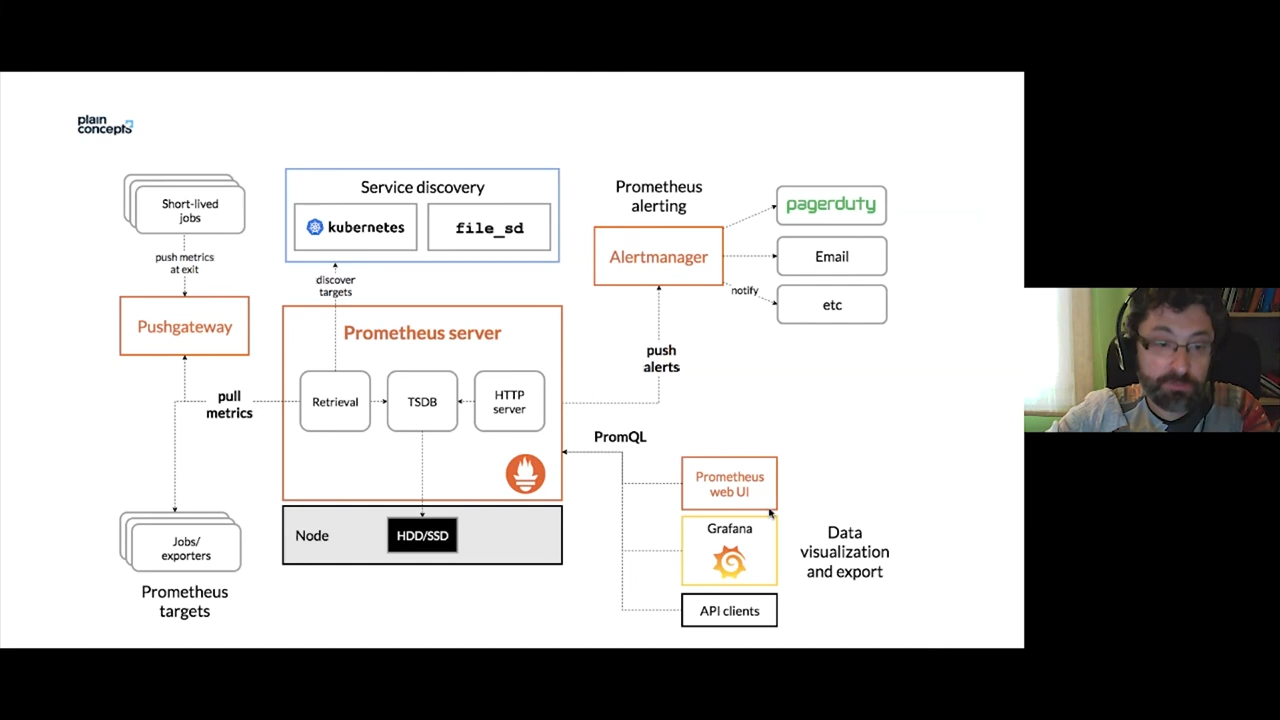 plain
concepts
Short-lived
jobs
push metrics
at exit
Pushgateway
pull
metrics
Jobs/
exporters
Prometheus
targets
Service discovery
kubernetes
file_sd
discover
targets
Prometheus server
Retrieval
TSDB
HTTP
server
Node
HDD/SSD
Prometheus
alerting
Alertmanager
pagerduty
Email
etc
notify
push
alerts
PromQL
Prometheus
web UI
Grafana
API clients
Data
visualization
and export